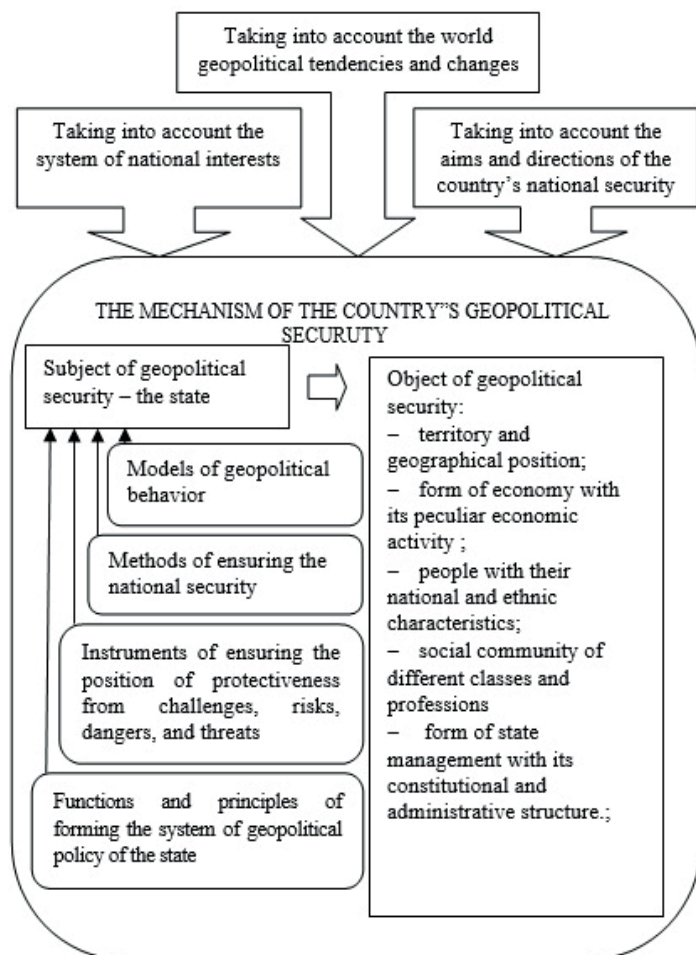 Taking into account the world
geopolitical tendencies and changes
Taking into account the
system of national interests
Taking into account the
aims and directions of the
country's national security
THE MECHANISM OF THE COUNTRY"S GEOPOLITICAL
SECURUTY
Subject of geopolitical
security – the state
Models of geopolitical
behavior
Methods of ensuring the
national security
Instruments of ensuring the
position of protectiveness
from challenges, risks,
dangers, and threats
Functions and principles of
forming the system of geopolitical
policy of the state
Object of geopolitical
security:
– territory and
geographical position;
– form of economy with
its peculiar economic
activity ;
– people with their
national and ethnic
characteristics;
– social community of
different classes and
professions
– form of state
management with its
constitutional and
administrative structure.;